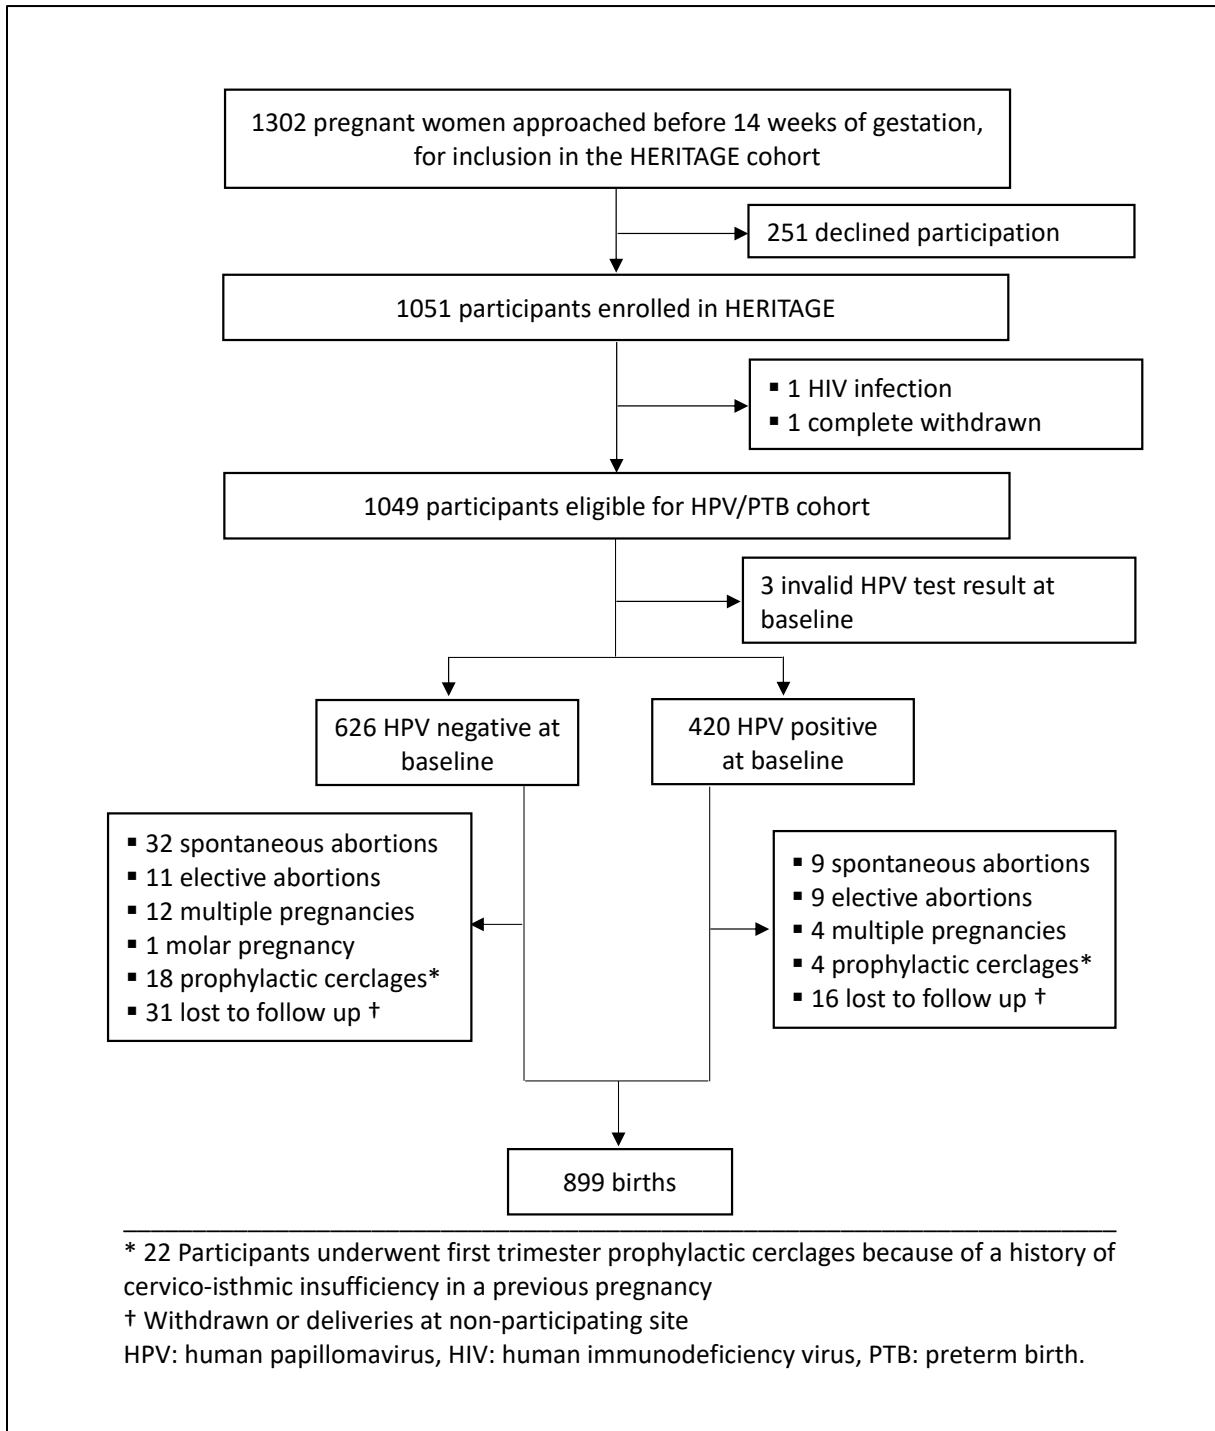 1302 pregnant women approached before 14 weeks of gestation,
for inclusion in the HERITAGE cohort
251 declined participation
1051 participants enrolled in HERITAGE
▪ 1 HIV infection
▪ 1 complete withdrawn
1049 participants eligible for HPV/PTB cohort
3 invalid HPV test result at
baseline
626 HPV negative at
baseline
420 HPV positive
at baseline
▪ 32 spontaneous abortions
▪ 11 elective abortions
▪ 12 multiple pregnancies
▪ 1 molar pregnancy
▪ 18 prophylactic cerclages*
▪ 31 lost to follow up †
▪ 9 spontaneous abortions
▪ 9 elective abortions
▪ 4 multiple pregnancies
▪ 4 prophylactic cerclages*
▪ 16 lost to follow up †
899 births
* 22 Participants underwent first trimester prophylactic cerclages because of a history of
cervico-isthmic insufficiency in a previous pregnancy
† Withdrawn or deliveries at non-participating site
HPV: human papillomavirus, HIV: human immunodeficiency virus, PTB: preterm birth.